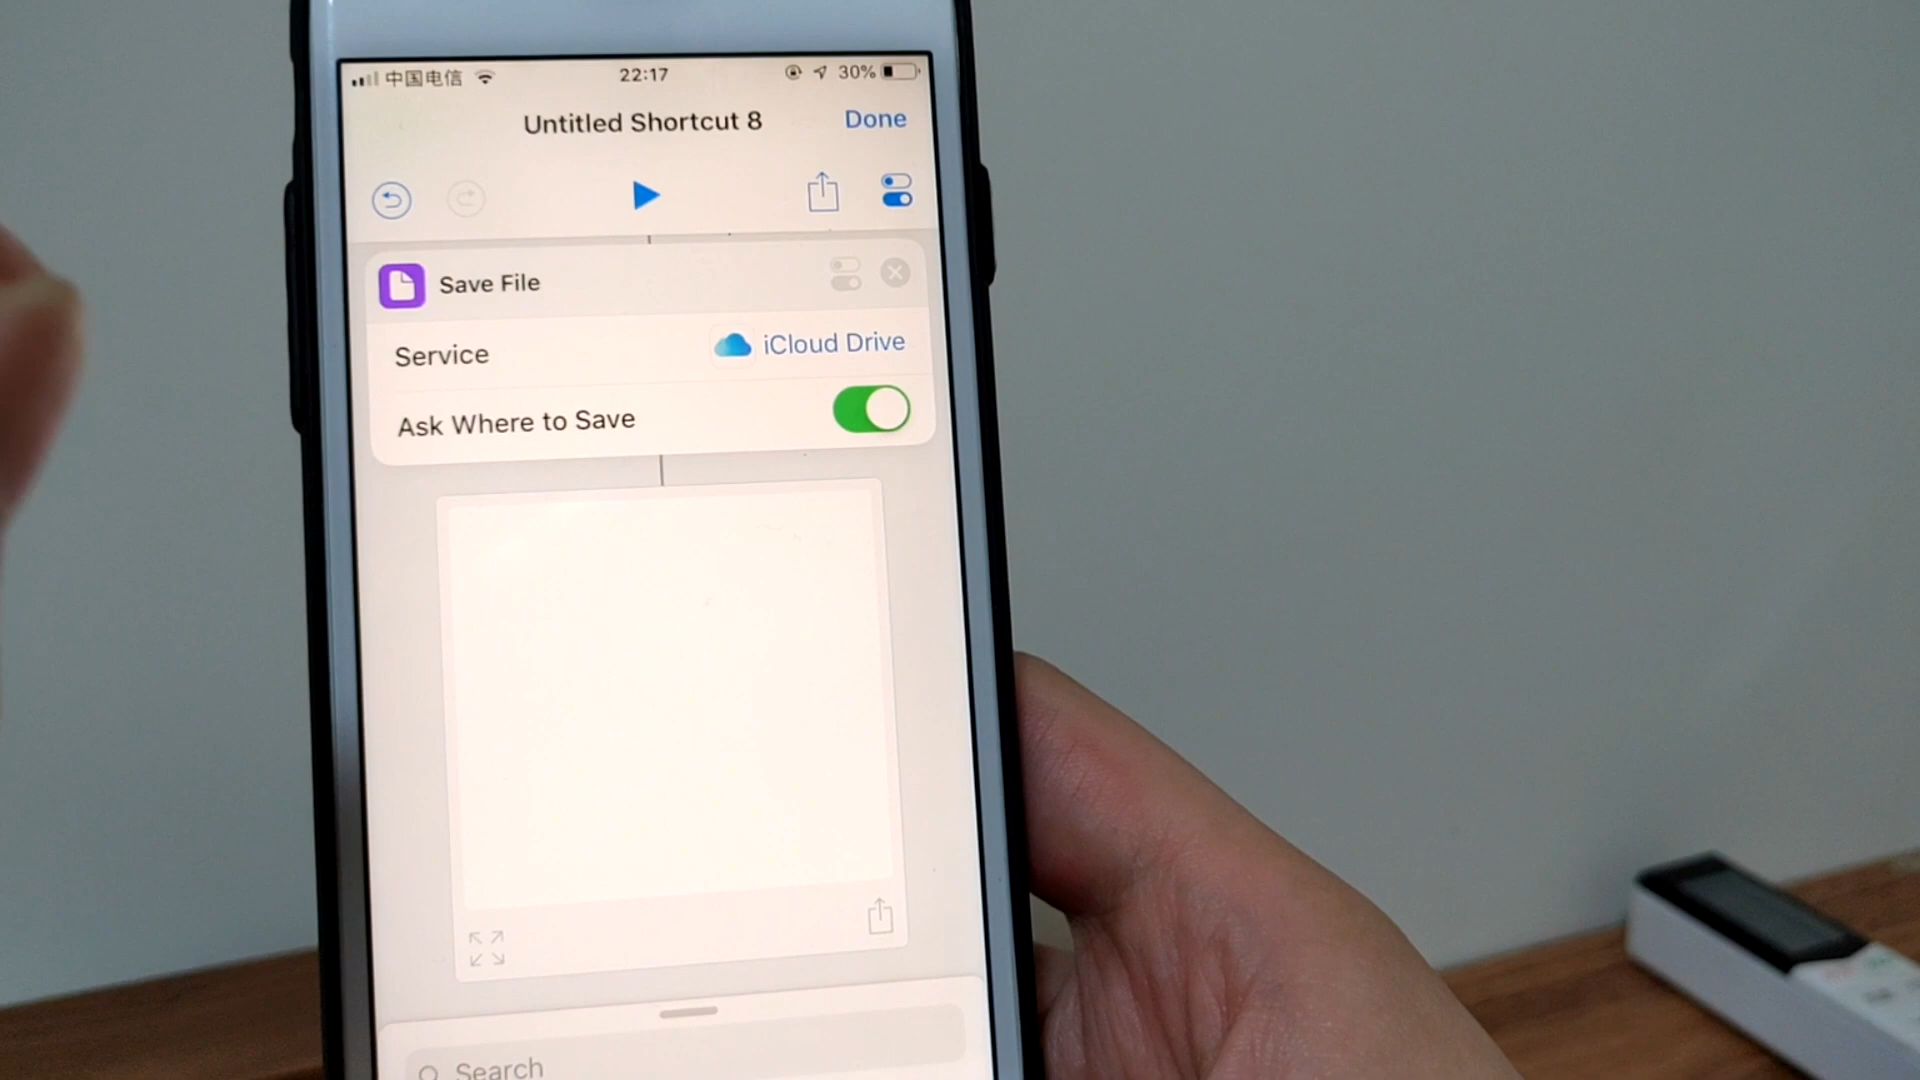 中国电信 22:17 30%
Untitled Shortcut 8 Done
Save File
Service iCloud Drive
Ask Where to Save
Search